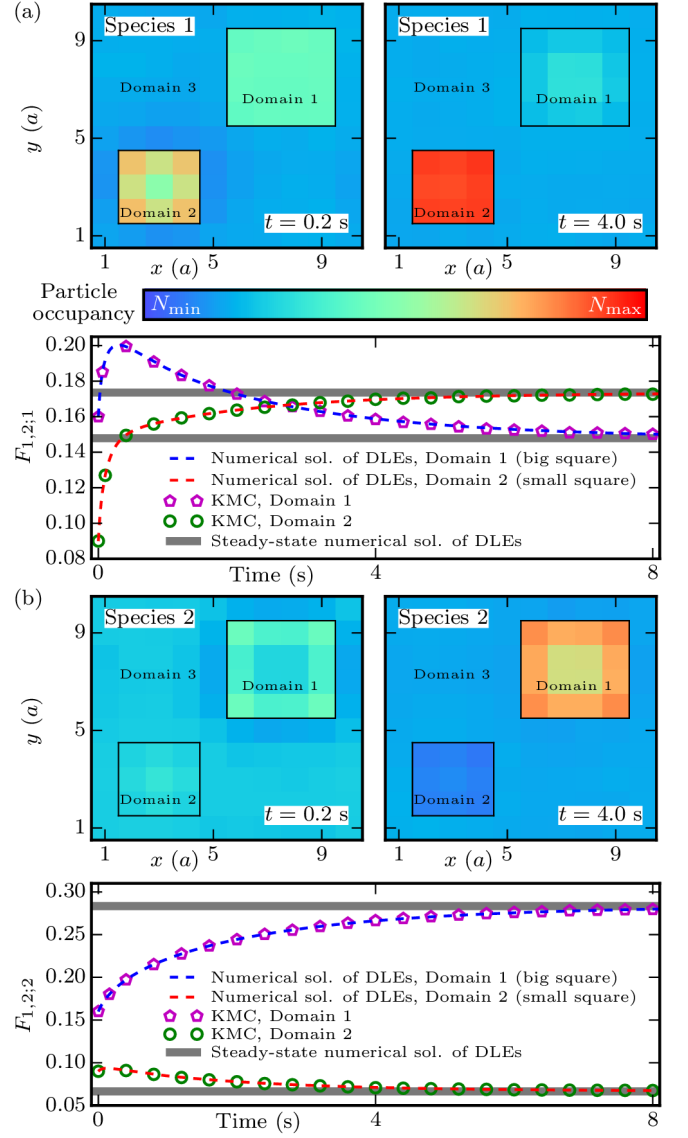 (a)
Species 1
Domain 3
Domain 1
Domain 2
t = 0.2 s
Species 1
Domain 3
Domain 1
Domain 2
t = 4.0 s
y (a)
9
5
1
1
x (a)
5
9
1
x (a)
5
9
Particle
occupancy
N_min
N_max
F_{1,2;1}
0.20
0.18
0.16
0.14
0.12
0.10
0.08
Numerical sol. of DLEs, Domain 1 (big square)
Numerical sol. of DLEs, Domain 2 (small square)
KMC, Domain 1
KMC, Domain 2
Steady-state numerical sol. of DLEs
0
Time (s)
4
8
(b)
Species 2
Domain 3
Domain 1
Domain 2
t = 0.2 s
Species 2
Domain 3
Domain 1
Domain 2
t = 4.0 s
y (a)
9
5
1
1
x (a)
5
9
1
x (a)
5
9
F_{1,2;2}
0.30
0.25
0.20
0.15
0.10
0.05
Numerical sol. of DLEs, Domain 1 (big square)
Numerical sol. of DLEs, Domain 2 (small square)
KMC, Domain 1
KMC, Domain 2
Steady-state numerical sol. of DLEs
0
Time (s)
4
8